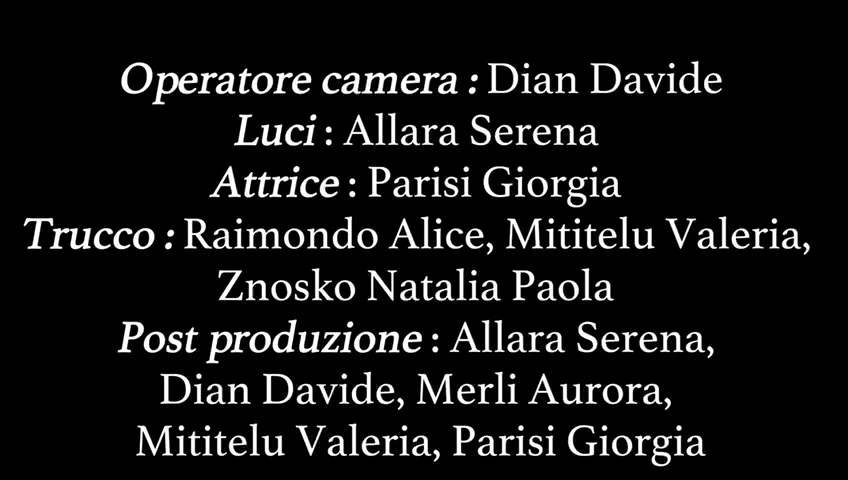 Operatore camera : Dian Davide
Luci : Allara Serena
Attrice : Parisi Giorgia
Trucco : Raimondo Alice, Mititelu Valeria,
Znosko Natalia Paola
Post produzione : Allara Serena,
Dian Davide, Merli Aurora,
Mititelu Valeria, Parisi Giorgia